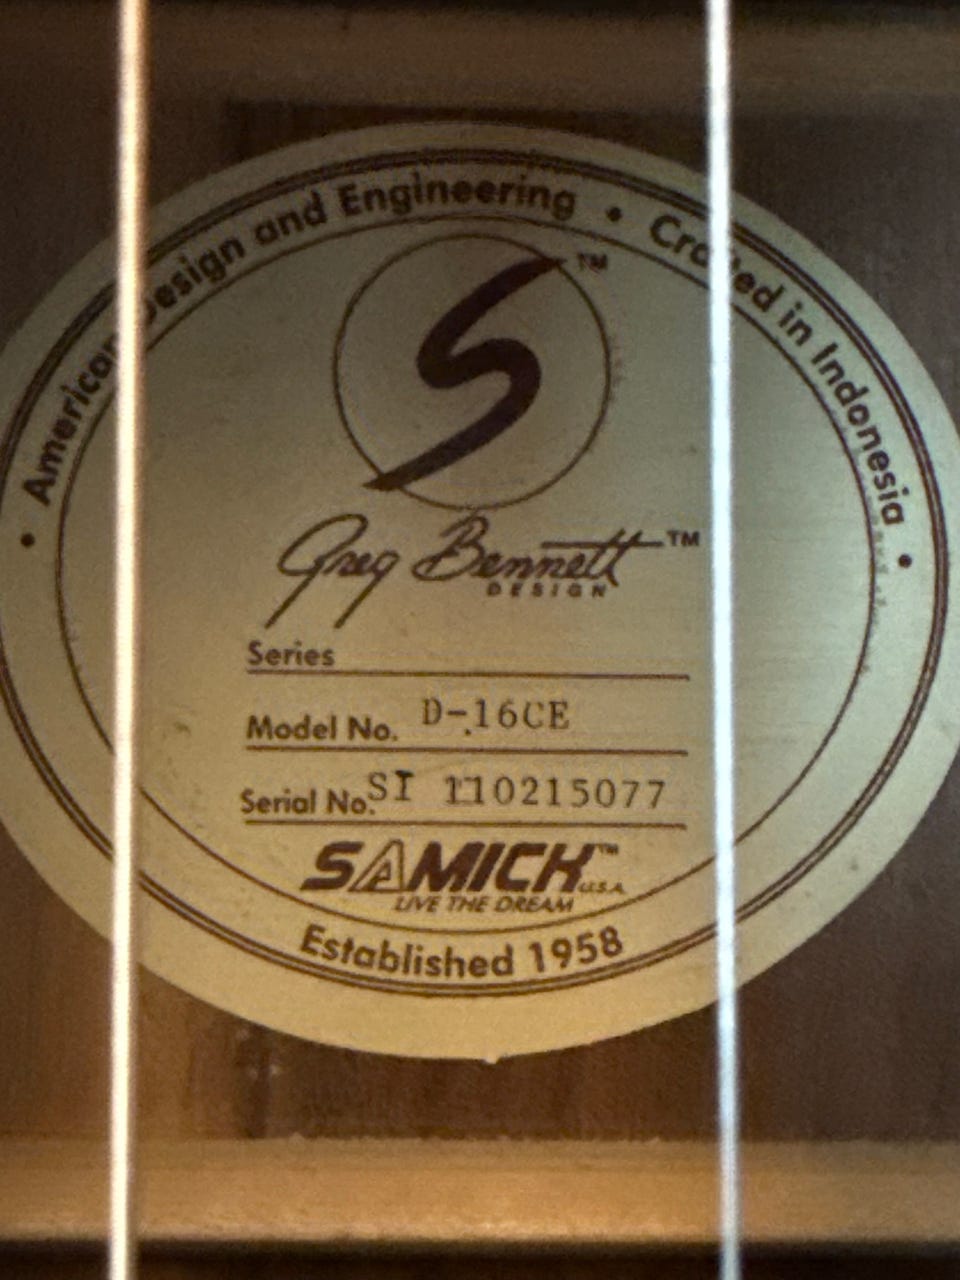 • American Design and Engineering • Crafted in Indonesia •
S™
Greg Bennett™
DESIGN
Series
Model No. D-16CE
Serial No. SI 110215077
SAMICK™ U.S.A.
LIVE THE DREAM
Established 1958